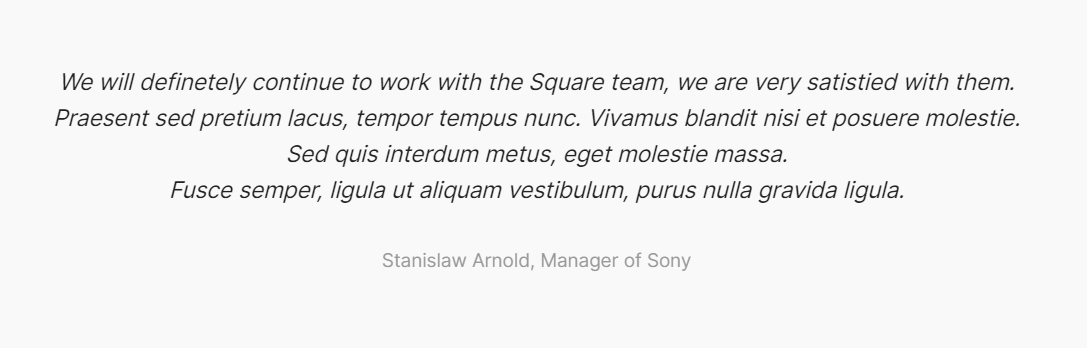 We will definetely continue to work with the Square team, we are very satistied with them.
Praesent sed pretium lacus, tempor tempus nunc. Vivamus blandit nisi et posuere molestie.
Sed quis interdum metus, eget molestie massa.
Fusce semper, ligula ut aliquam vestibulum, purus nulla gravida ligula.
Stanislaw Arnold, Manager of Sony